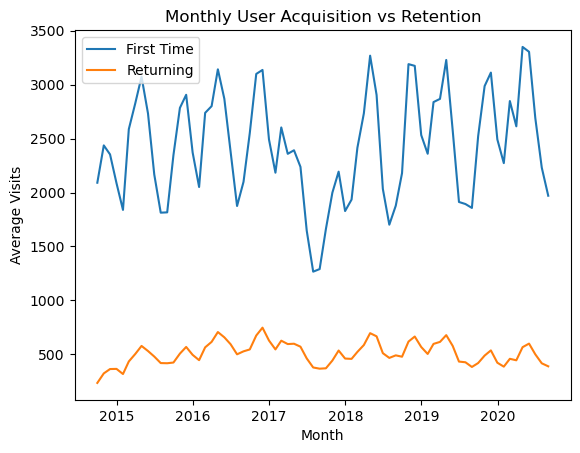 Monthly User Acquisition vs Retention
First Time
Returning
Average Visits
3500
3000
2500
2000
1500
1000
500
2015 2016 2017 2018 2019 2020
Month